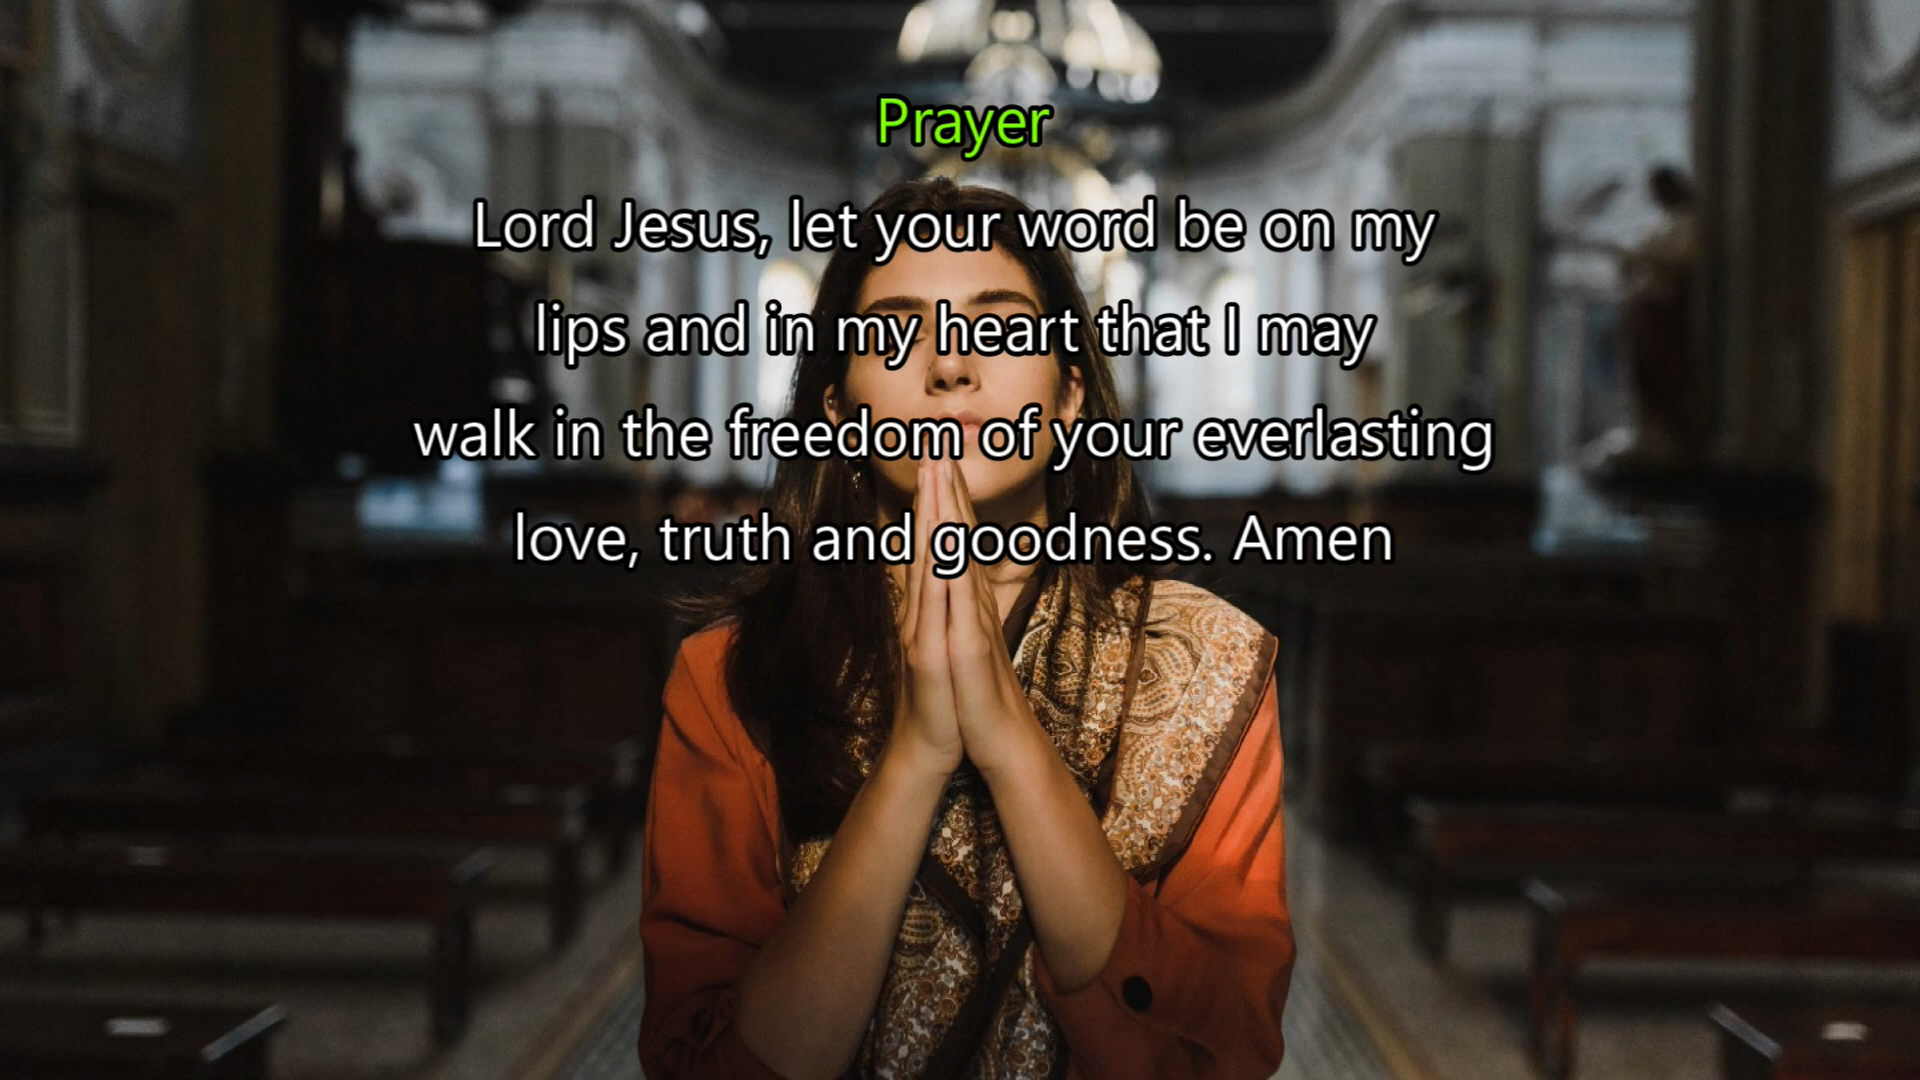 Prayer
Lord Jesus, let your word be on my
lips and in my heart that I may
walk in the freedom of your everlasting
love, truth and goodness. Amen